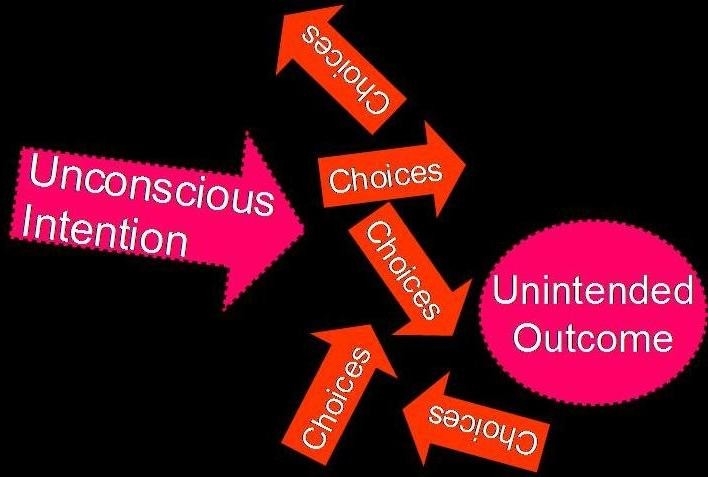 Choices
Unconscious
Intention
Choices
Choices
Unintended
Outcome
Choices
Choices